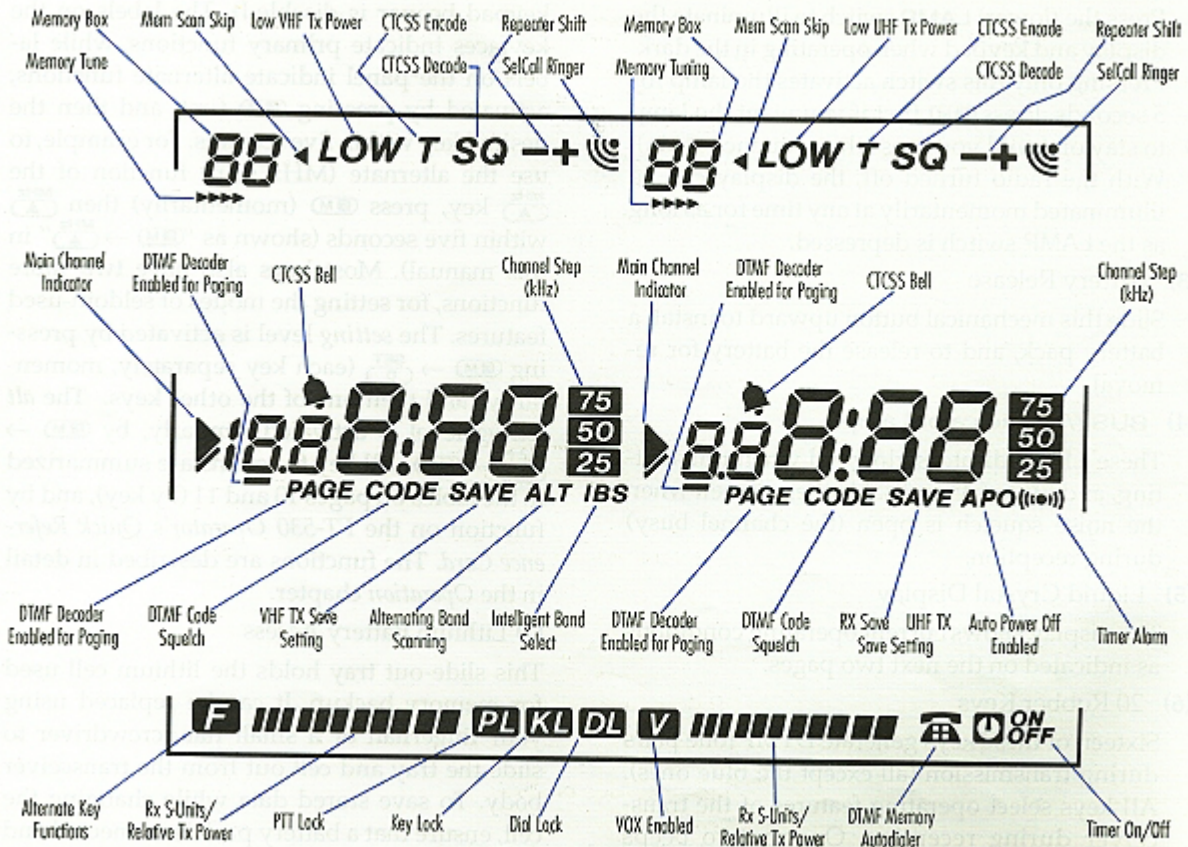 Memory Box
Mem Scan Skip
Low VHF Tx Power
CTCSS Encode
Repeater Shift
Memory Box
Mem Scan Skip
Low UHF Tx Power
CTCSS Encode
Repeater Shift
Memory Tune
CTCSS Decode
SelCall Ringer
Memory Tuning
CTCSS Decode
SelCall Ringer
88 LOW T SQ −+
88 LOW T SQ −+
Main Channel
Indicator
DTMF Decoder
Enabled for Paging
CTCSS Bell
Channel Step
(kHz)
Main Channel
Indicator
DTMF Decoder
Enabled for Paging
CTCSS Bell
Channel Step
(kHz)
75
50
25
75
50
25
PAGE CODE SAVE ALT IBS
PAGE CODE SAVE APO
DTMF Decoder
Enabled for Paging
DTMF Code
Squelch
VHF TX Save
Setting
Alternating Band
Scanning
Intelligent Band
Select
DTMF Decoder
Enabled for Paging
DTMF Code
Squelch
RX Save
UHF TX
Save Setting
Auto Power Off
Enabled
Timer Alarm
F PL KL DL V ON
OFF
Alternate Key
Functions
Rx S-Units/
Relative Tx Power
PTT Lock
Key Lock
Dial Lock
VOX Enabled
Rx S-Units/
Relative Tx Power
DTMF Memory
Autodialer
Timer On/Off